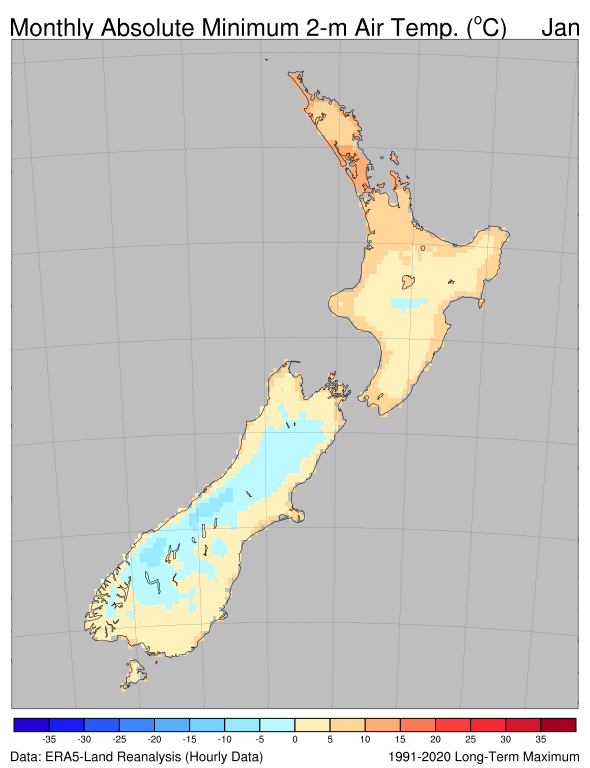 Monthly Absolute Minimum 2-m Air Temp. (°C) Jan
-35 -30 -25 -20 -15 -10 -5 0 5 10 15 20 25 30 35
Data: ERA5-Land Reanalysis (Hourly Data) 1991-2020 Long-Term Maximum